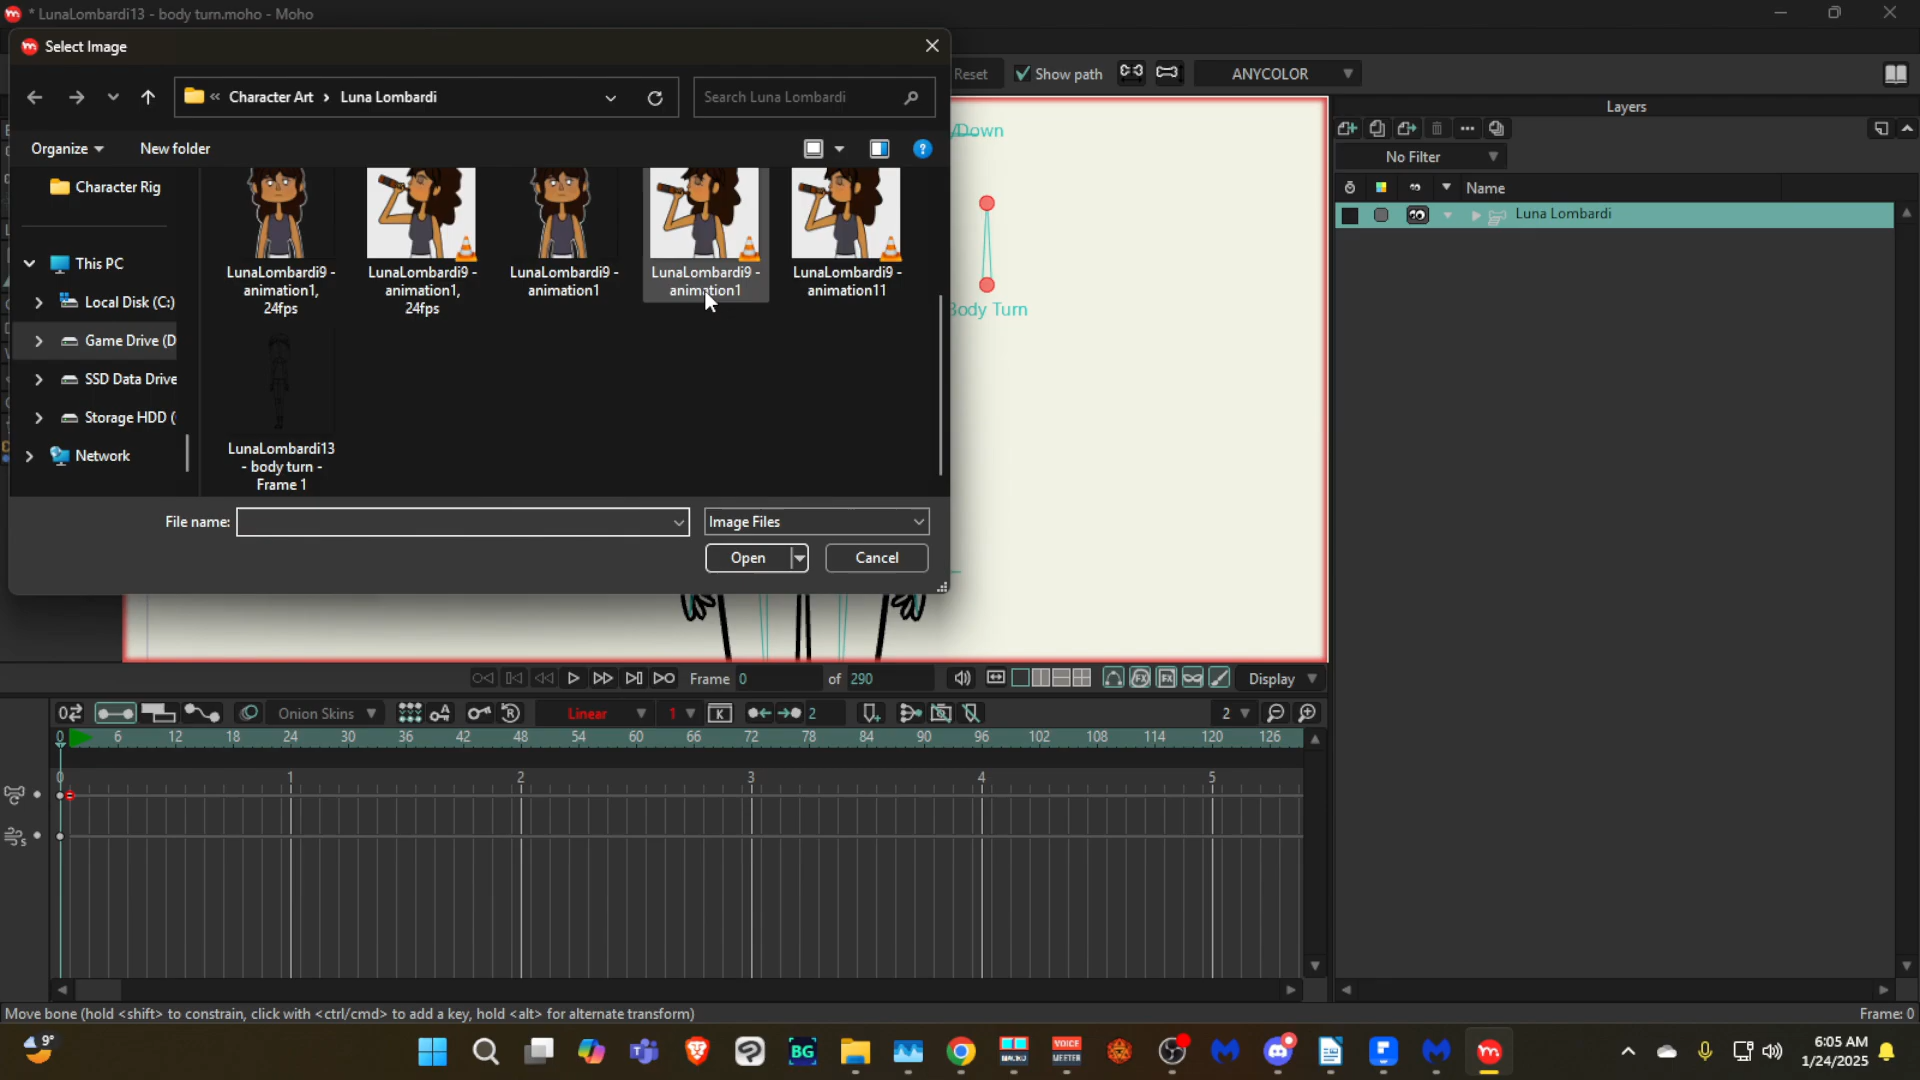 * LunaLombardi13 - body turn.moho - Moho
Select Image
« Character Art › Luna Lombardi
Search Luna Lombardi
Reset
Show path
ANYCOLOR
Layers
Organize
New folder
No Filter
Name
Luna Lombardi
Character Rig
This PC
Local Disk (C:)
Game Drive (D
SSD Data Drive
Storage HDD (
Network
LunaLombardi9 -
animation1,
24fps
LunaLombardi9 -
animation1,
24fps
LunaLombardi9 -
animation1
LunaLombardi9 -
animation1
LunaLombardi9 -
animation11
LunaLombardi13
- body turn -
Frame 1
File name:
Image Files
Open
Cancel
/Down
Body Turn
Frame 0 of 290
Display
Onion Skins
Linear
1
K
2
2
0 6 12 18 24 30 36 42 48 54 60 66 72 78 84 90 96 102 108 114 120 126
0 1 2 3 4 5
Move bone (hold <shift> to constrain, click with <ctrl/cmd> to add a key, hold <alt> for alternate transform)
Frame: 0
9°
BG
MACRO
VOICE
MEETER
6:05 AM
1/24/2025